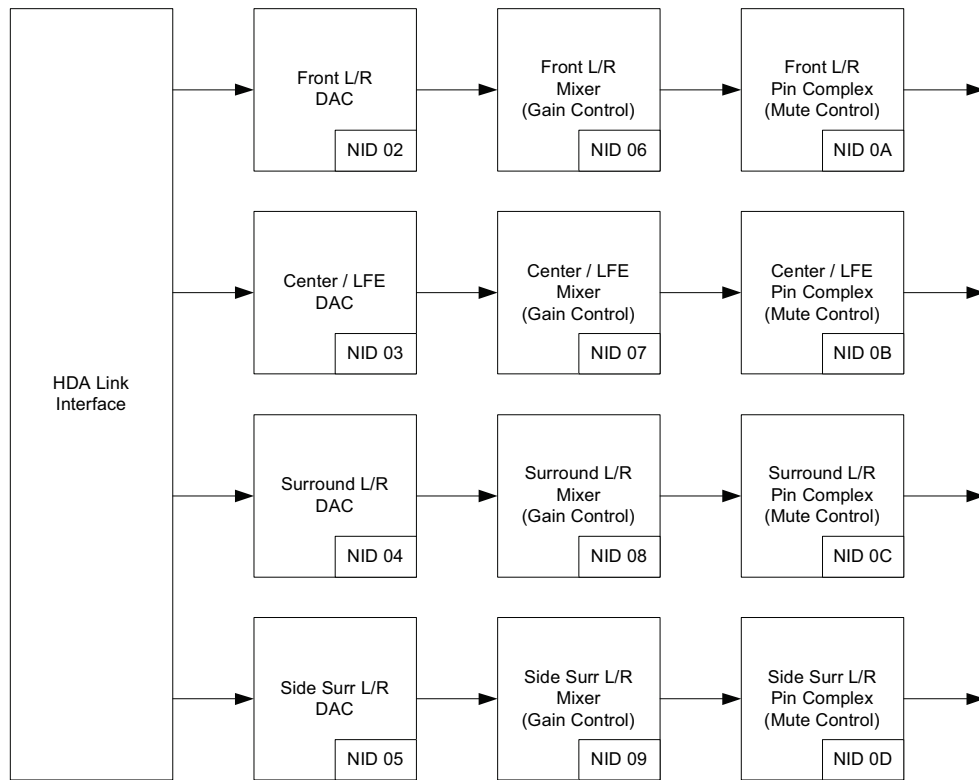 HDA Link
Interface
Front L/R
DAC
NID 02
Front L/R
Mixer
(Gain Control)
NID 06
Front L/R
Pin Complex
(Mute Control)
NID 0A
Center / LFE
DAC
NID 03
Center / LFE
Mixer
(Gain Control)
NID 07
Center / LFE
Pin Complex
(Mute Control)
NID 0B
Surround L/R
DAC
NID 04
Surround L/R
Mixer
(Gain Control)
NID 08
Surround L/R
Pin Complex
(Mute Control)
NID 0C
Side Surr L/R
DAC
NID 05
Side Surr L/R
Mixer
(Gain Control)
NID 09
Side Surr L/R
Pin Complex
(Mute Control)
NID 0D